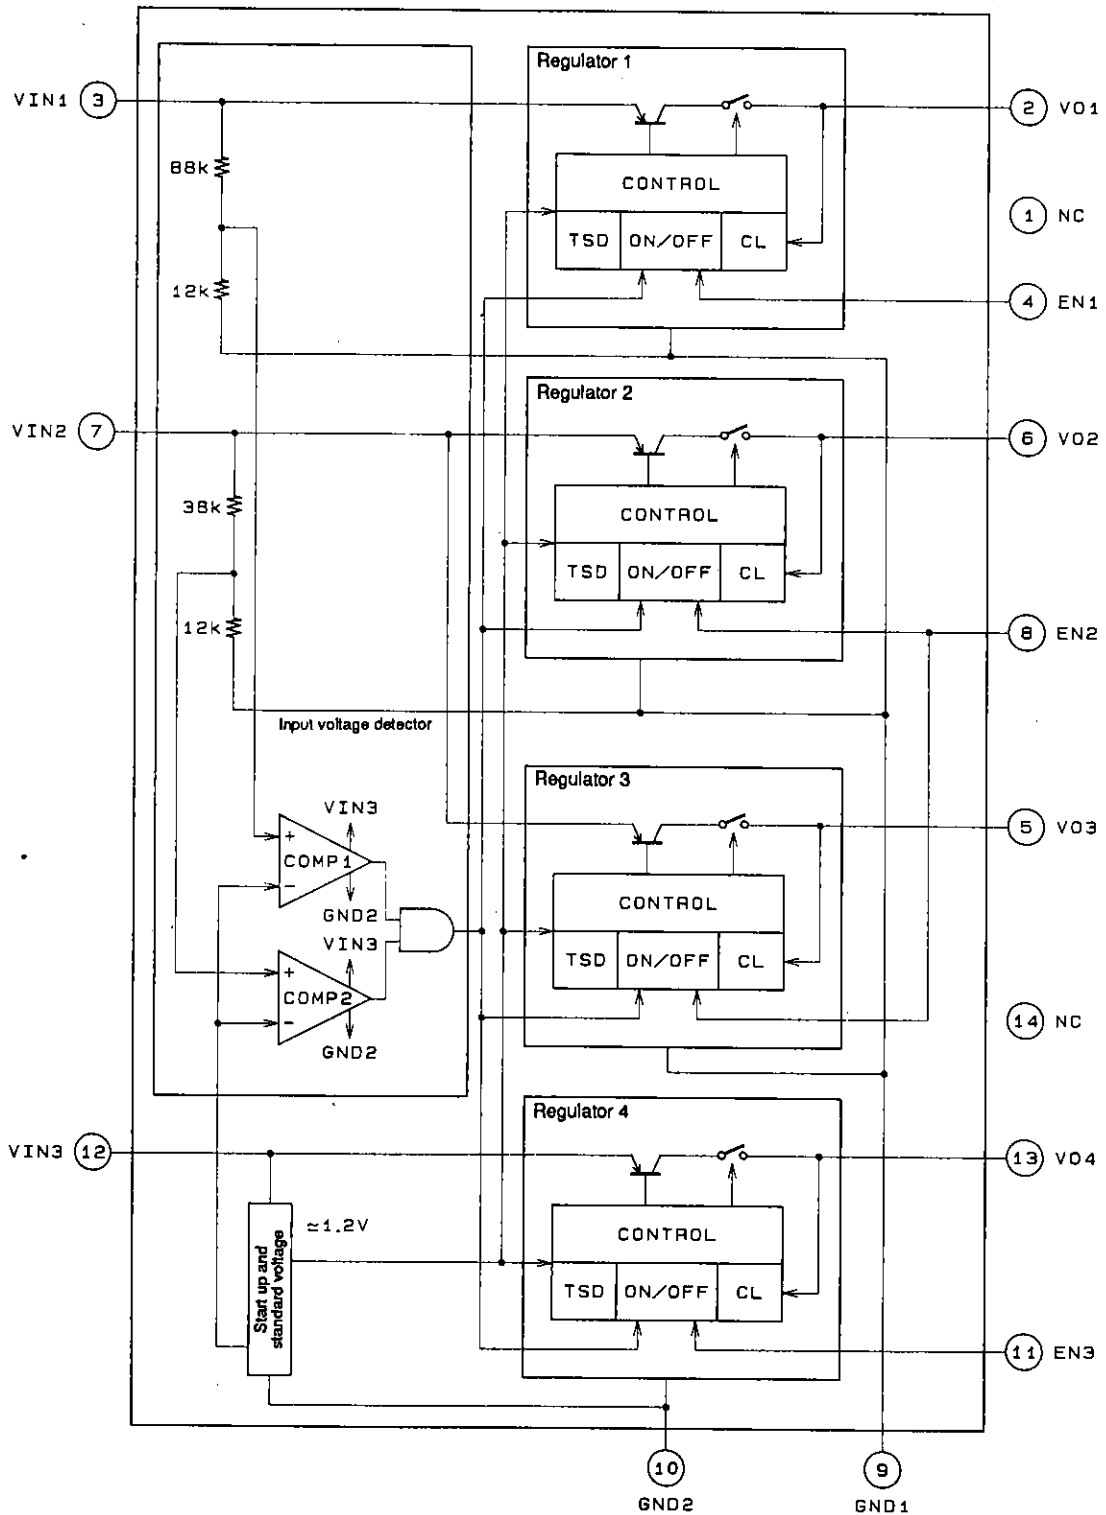 Regulator 1
VIN1 3
2 VO1
88k
CONTROL
1 NC
TSD ON/OFF CL
12k
4 EN1
Regulator 2
VIN2 7
6 VO2
38k
CONTROL
TSD ON/OFF CL
12k
8 EN2
Input voltage detector
Regulator 3
VIN3
5 VO3
+
COMP1
-
CONTROL
GND2
VIN3
TSD ON/OFF CL
+
COMP2
-
14 NC
GND2
Regulator 4
VIN3 12
13 VO4
≃1.2V
CONTROL
Start up and
standard voltage
TSD ON/OFF CL
11 EN3
10
9
GND2
GND1